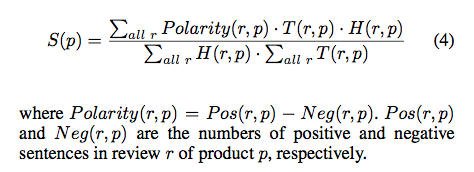 S(p) = \frac{\sum_{all\ r} Polarity(r, p) \cdot T(r, p) \cdot H(r, p)}{\sum_{all\ r} H(r, p) \cdot \sum_{all\ r} T(r, p)} (4)
where Polarity(r, p) = Pos(r, p) − Neg(r, p). Pos(r, p)
and Neg(r, p) are the numbers of positive and negative
sentences in review r of product p, respectively.